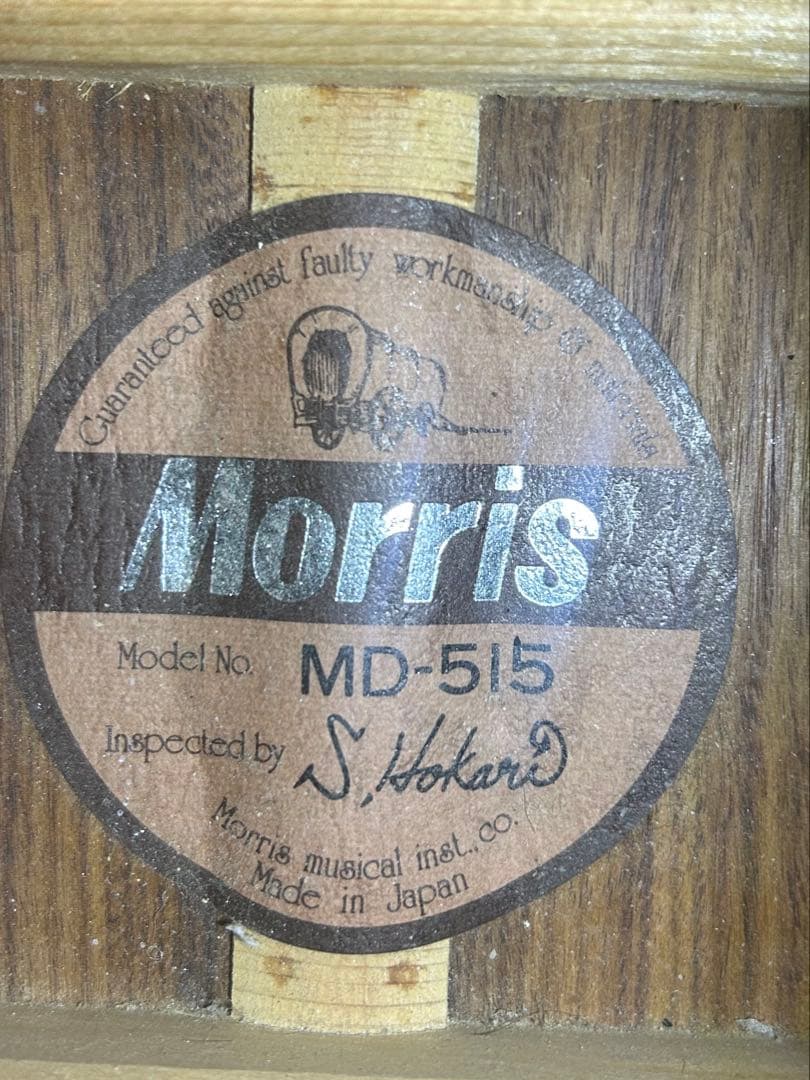 Guaranteed against faulty workmanship & materials
Morris
Model No. MD-515
Inspected by S, Hokari
Morris musical inst., co.
Made in Japan